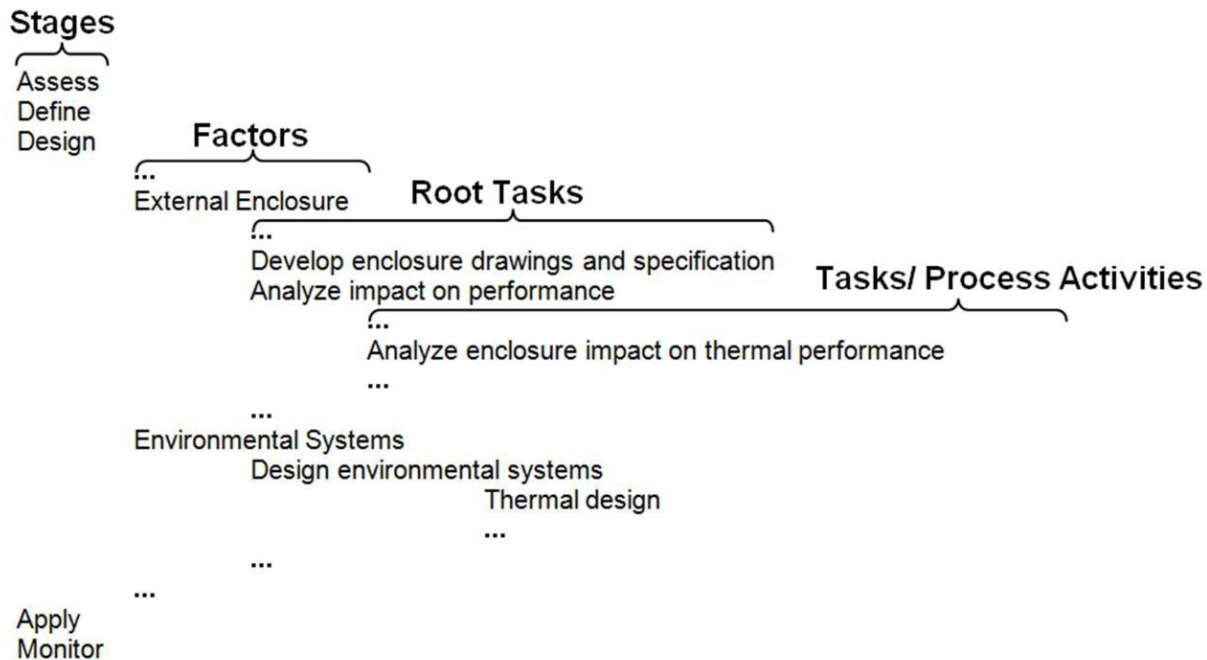 Stages
Assess
Define
Design
Factors
...
External Enclosure
Root Tasks
...
Develop enclosure drawings and specification
Analyze impact on performance
Tasks/ Process Activities
...
Analyze enclosure impact on thermal performance
...
...
Environmental Systems
Design environmental systems
Thermal design
...
...
...
Apply
Monitor